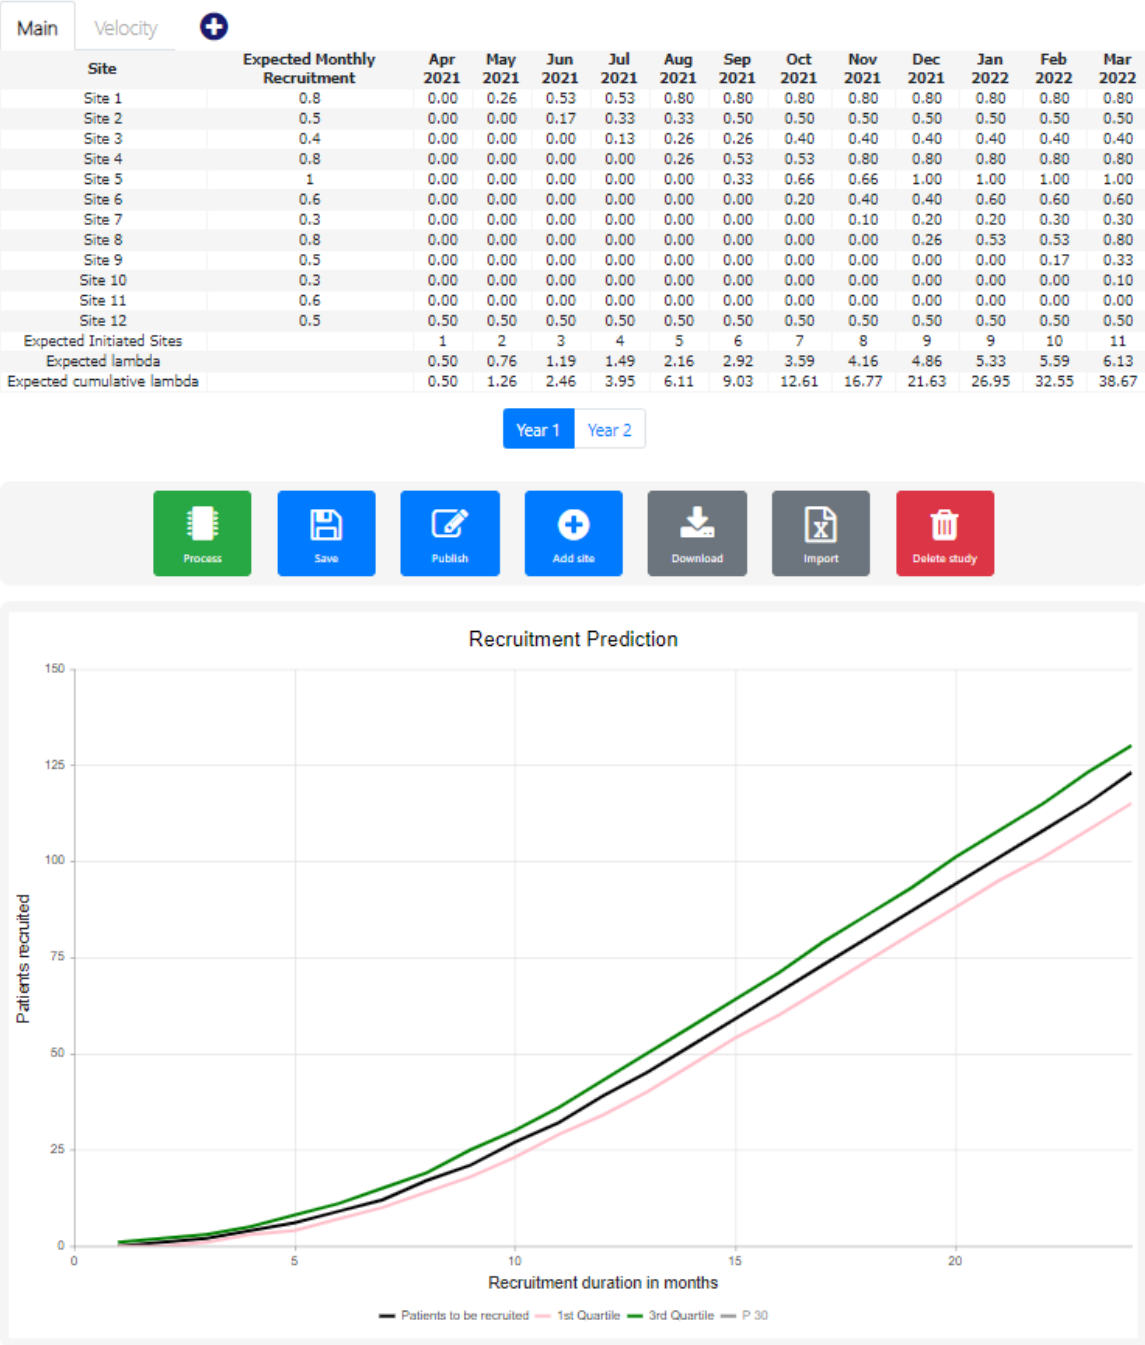 Main Velocity
Site Expected Monthly Recruitment Apr 2021 May 2021 Jun 2021 Jul 2021 Aug 2021 Sep 2021 Oct 2021 Nov 2021 Dec 2021 Jan 2022 Feb 2022 Mar 2022
Site 1 0.8 0.00 0.26 0.53 0.53 0.80 0.80 0.80 0.80 0.80 0.80 0.80 0.80
Site 2 0.5 0.00 0.00 0.17 0.33 0.33 0.50 0.50 0.50 0.50 0.50 0.50 0.50
Site 3 0.4 0.00 0.00 0.00 0.13 0.26 0.26 0.40 0.40 0.40 0.40 0.40 0.40
Site 4 0.8 0.00 0.00 0.00 0.00 0.26 0.53 0.53 0.80 0.80 0.80 0.80 0.80
Site 5 1 0.00 0.00 0.00 0.00 0.00 0.33 0.66 0.66 1.00 1.00 1.00 1.00
Site 6 0.6 0.00 0.00 0.00 0.00 0.00 0.00 0.20 0.40 0.40 0.60 0.60 0.60
Site 7 0.3 0.00 0.00 0.00 0.00 0.00 0.00 0.00 0.10 0.20 0.20 0.30 0.30
Site 8 0.8 0.00 0.00 0.00 0.00 0.00 0.00 0.00 0.00 0.26 0.53 0.53 0.80
Site 9 0.5 0.00 0.00 0.00 0.00 0.00 0.00 0.00 0.00 0.00 0.00 0.17 0.33
Site 10 0.3 0.00 0.00 0.00 0.00 0.00 0.00 0.00 0.00 0.00 0.00 0.00 0.10
Site 11 0.6 0.00 0.00 0.00 0.00 0.00 0.00 0.00 0.00 0.00 0.00 0.00 0.00
Site 12 0.5 0.50 0.50 0.50 0.50 0.50 0.50 0.50 0.50 0.50 0.50 0.50 0.50
Expected Initiated Sites 1 2 3 4 5 6 7 8 9 9 10 11
Expected lambda 0.50 0.76 1.19 1.49 2.16 2.92 3.59 4.16 4.86 5.33 5.59 6.13
Expected cumulative lambda 0.50 1.26 2.46 3.95 6.11 9.03 12.61 16.77 21.63 26.95 32.55 38.67
Year 1 Year 2
Process Save Publish Add site Download Import Delete study
Recruitment Prediction
150
125
100
75
50
25
0
Patients recruited
0 5 10 15 20
Recruitment duration in months
Patients to be recruited 1st Quartile 3rd Quartile P 30